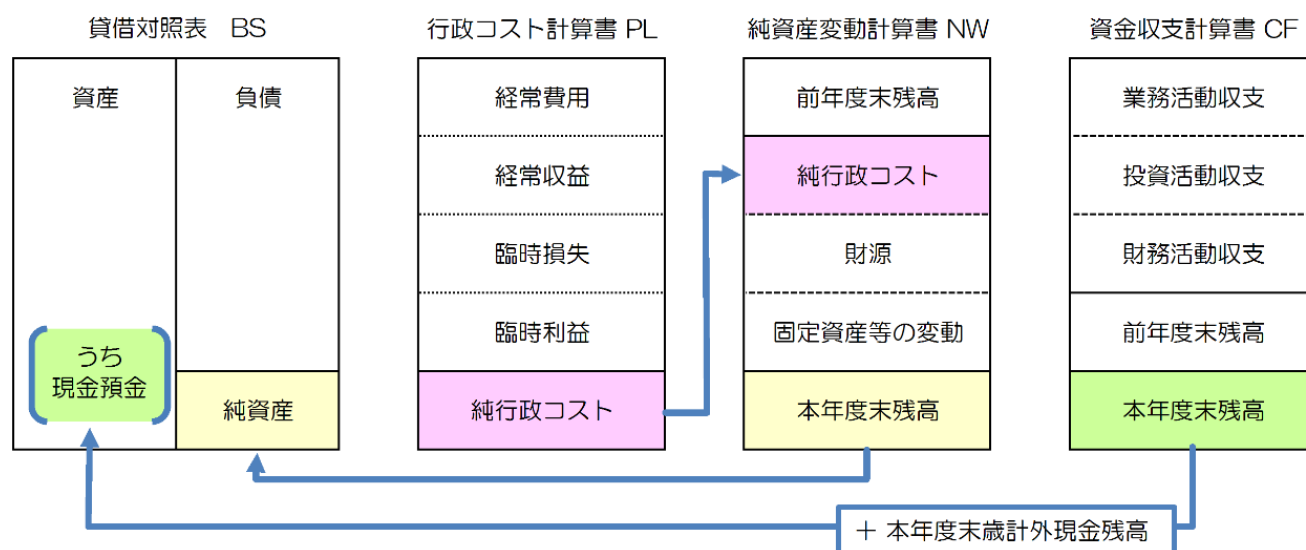 貸借対照表 BS
資産
負債
うち
現金預金
純資産
行政コスト計算書 PL
経常費用
経常収益
臨時損失
臨時利益
純行政コスト
純資産変動計算書 NW
前年度末残高
純行政コスト
財源
固定資産等の変動
本年度末残高
資金収支計算書 CF
業務活動収支
投資活動収支
財務活動収支
前年度末残高
本年度末残高
＋ 本年度末歳計外現金残高